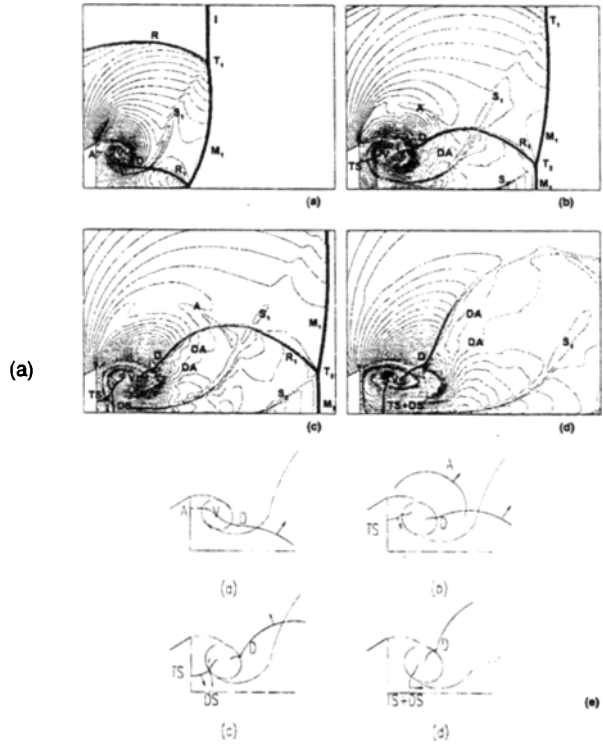 R
I
T₁
S₁
A
D
R₁
M₁
(a)
T₁
A
S₁
D
DA
TS
R₁
M₁
T₂
S₂
M₂
(b)
A
S₁
M₁
D
DA
DA
R₁
TS
DS
T₂
S₂
M₂
(c)
DA
D
DA
S₁
TS+DS
(d)
(a)
A
V
D
(a)
A
TS
D
(b)
TS
D
DS
(c)
D
TS+DS
(d)
(e)